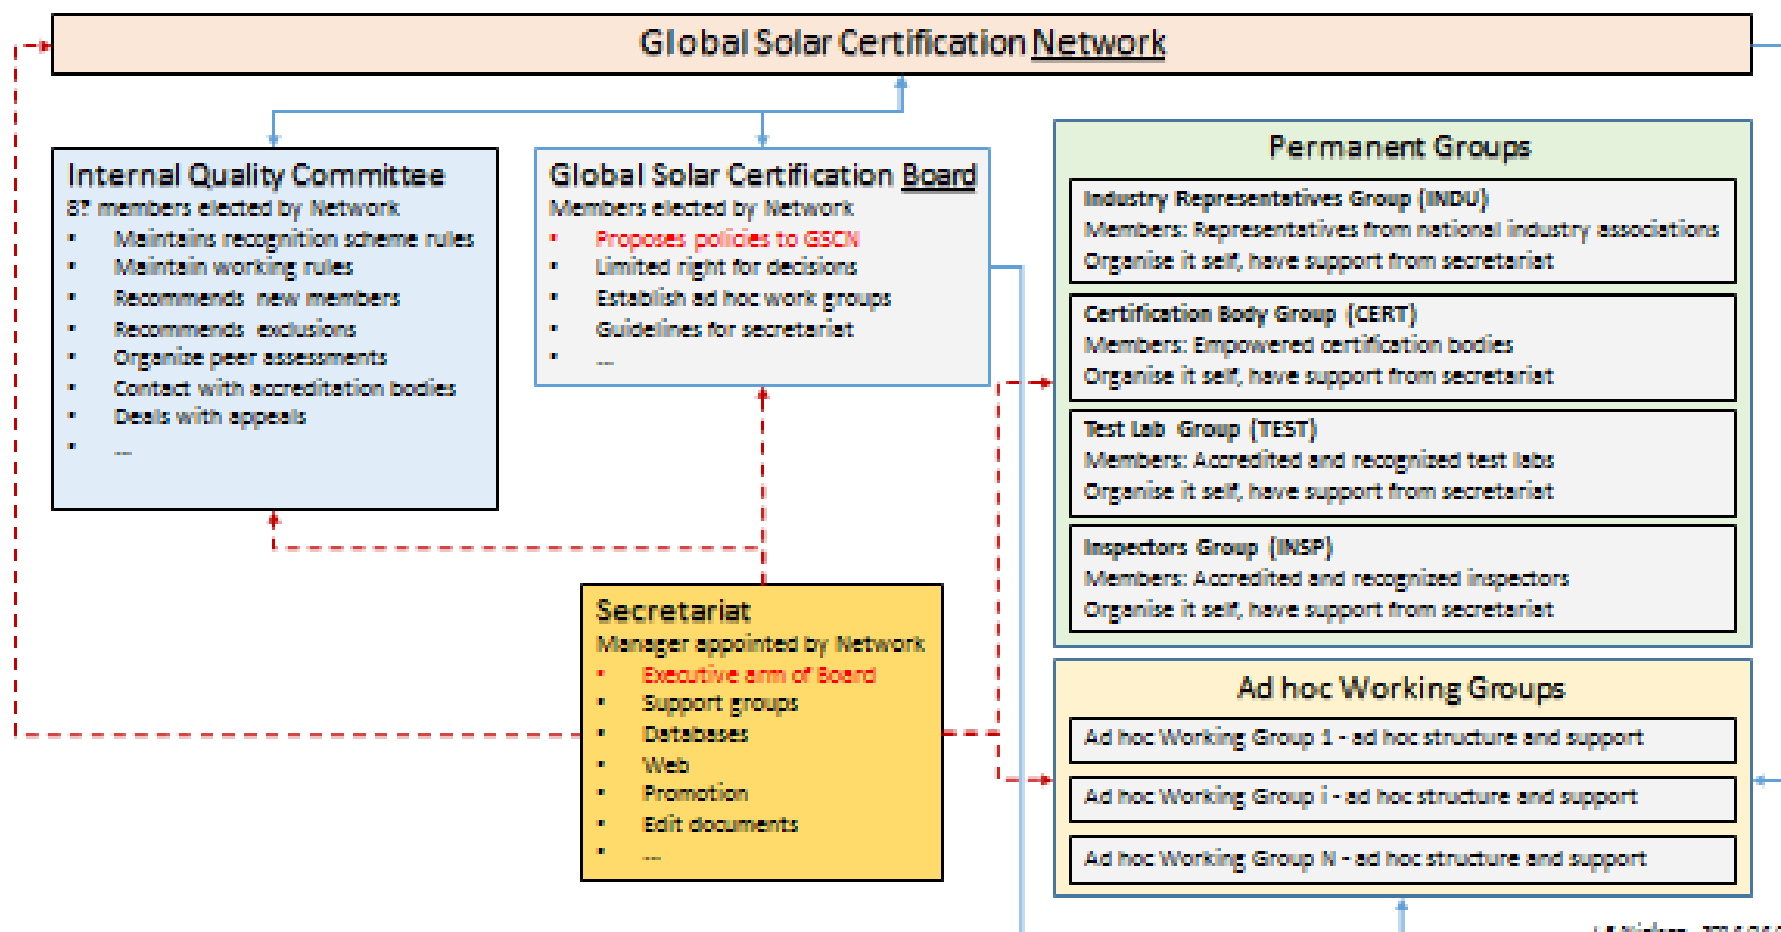 Global Solar Certification Network
Internal Quality Committee
8? members elected by Network
• Maintains recognition scheme rules
• Maintain working rules
• Recommends new members
• Recommends exclusions
• Organize peer assessments
• Contact with accreditation bodies
• Deals with appeals
• ...
Global Solar Certification Board
Members elected by Network
• Proposes policies to GSCN
• Limited right for decisions
• Establish ad hoc work groups
• Guidelines for secretariat
• ...
Secretariat
Manager appointed by Network
• Executive arm of Board
• Support groups
• Databases
• Web
• Promotion
• Edit documents
• ...
Permanent Groups
Industry Representatives Group (INDU)
Members: Representatives from national industry associations
Organise it self, have support from secretariat
Certification Body Group (CERT)
Members: Empowered certification bodies
Organise it self, have support from secretariat
Test Lab Group (TEST)
Members: Accredited and recognized test labs
Organise it self, have support from secretariat
Inspectors Group (INSP)
Members: Accredited and recognized inspectors
Organise it self, have support from secretariat
Ad hoc Working Groups
Ad hoc Working Group 1 - ad hoc structure and support
Ad hoc Working Group i - ad hoc structure and support
Ad hoc Working Group N - ad hoc structure and support